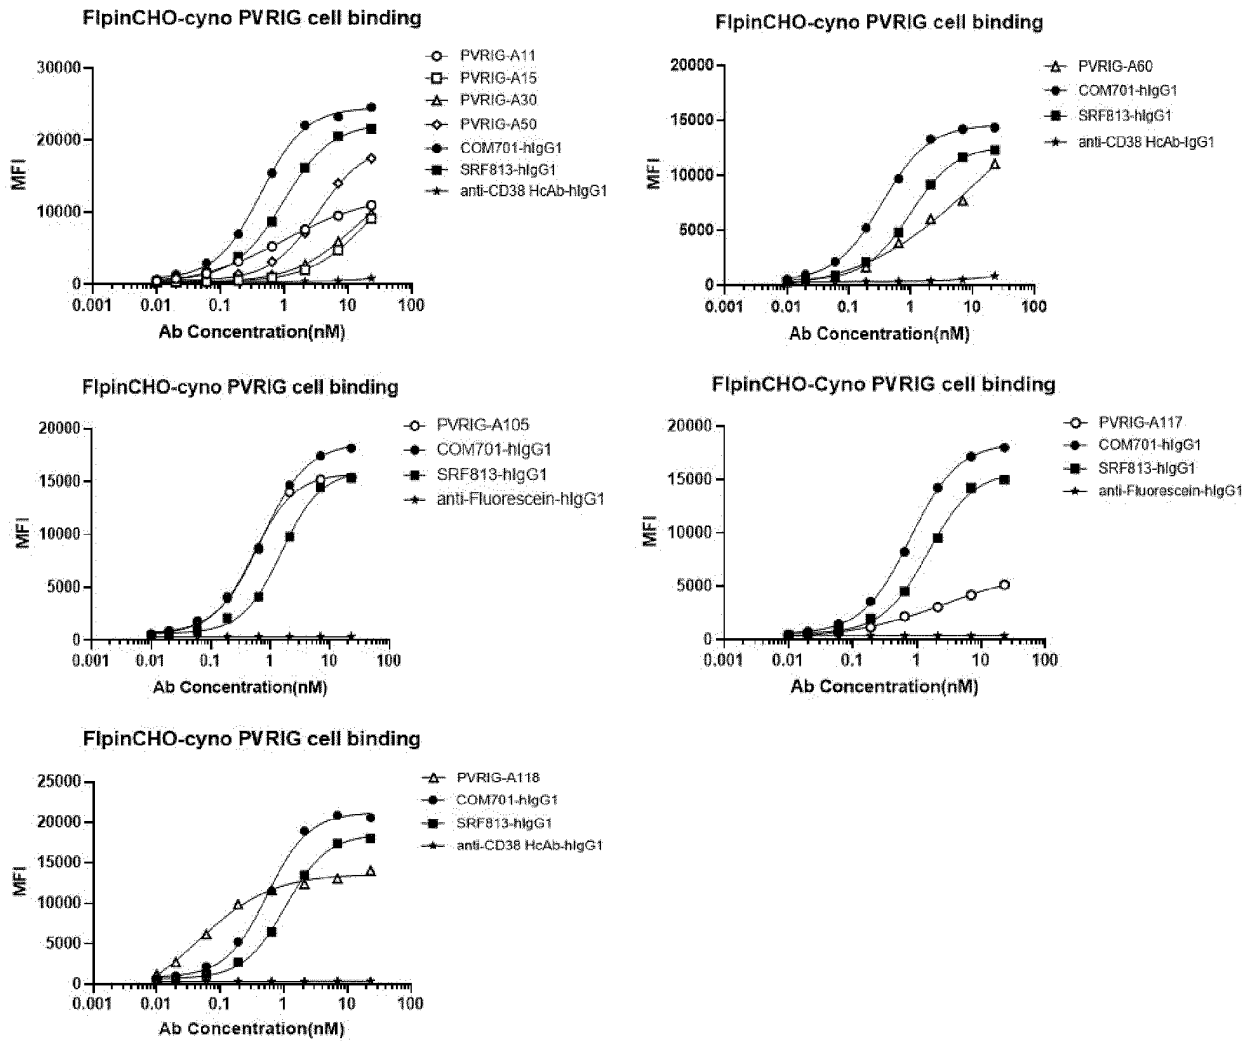 FlpinCHO-cyno PVRIG cell binding
30000
20000
10000
0
MFI
0.001 0.01 0.1 1 10 100
Ab Concentration(nM)
PVRIG-A11
PVRIG-A15
PVRIG-A30
PVRIG-A50
COM701-hIgG1
SRF813-hIgG1
anti-CD38 HcAb-hIgG1
FlpinCHO-cyno PVRIG cell binding
20000
15000
10000
5000
0
MFI
0.001 0.01 0.1 1 10 100
Ab Concentration(nM)
PVRIG-A60
COM701-hIgG1
SRF813-hIgG1
anti-CD38 HcAb-IgG1
FlpinCHO-cyno PVRIG cell binding
20000
15000
10000
5000
0
MFI
0.001 0.01 0.1 1 10 100
Ab Concentration(nM)
PVRIG-A105
COM701-hIgG1
SRF813-hIgG1
anti-Fluorescein-hIgG1
FlpinCHO-Cyno PVRIG cell binding
20000
15000
10000
5000
0
MFI
0.001 0.01 0.1 1 10 100
Ab Concentration(nM)
PVRIG-A117
COM701-hIgG1
SRF813-hIgG1
anti-Fluorescein-hIgG1
FlpinCHO-cyno PVRIG cell binding
25000
20000
15000
10000
5000
0
MFI
0.001 0.01 0.1 1 10 100
Ab Concentration(nM)
PVRIG-A118
COM701-hIgG1
SRF813-hIgG1
anti-CD38 HcAb-hIgG1